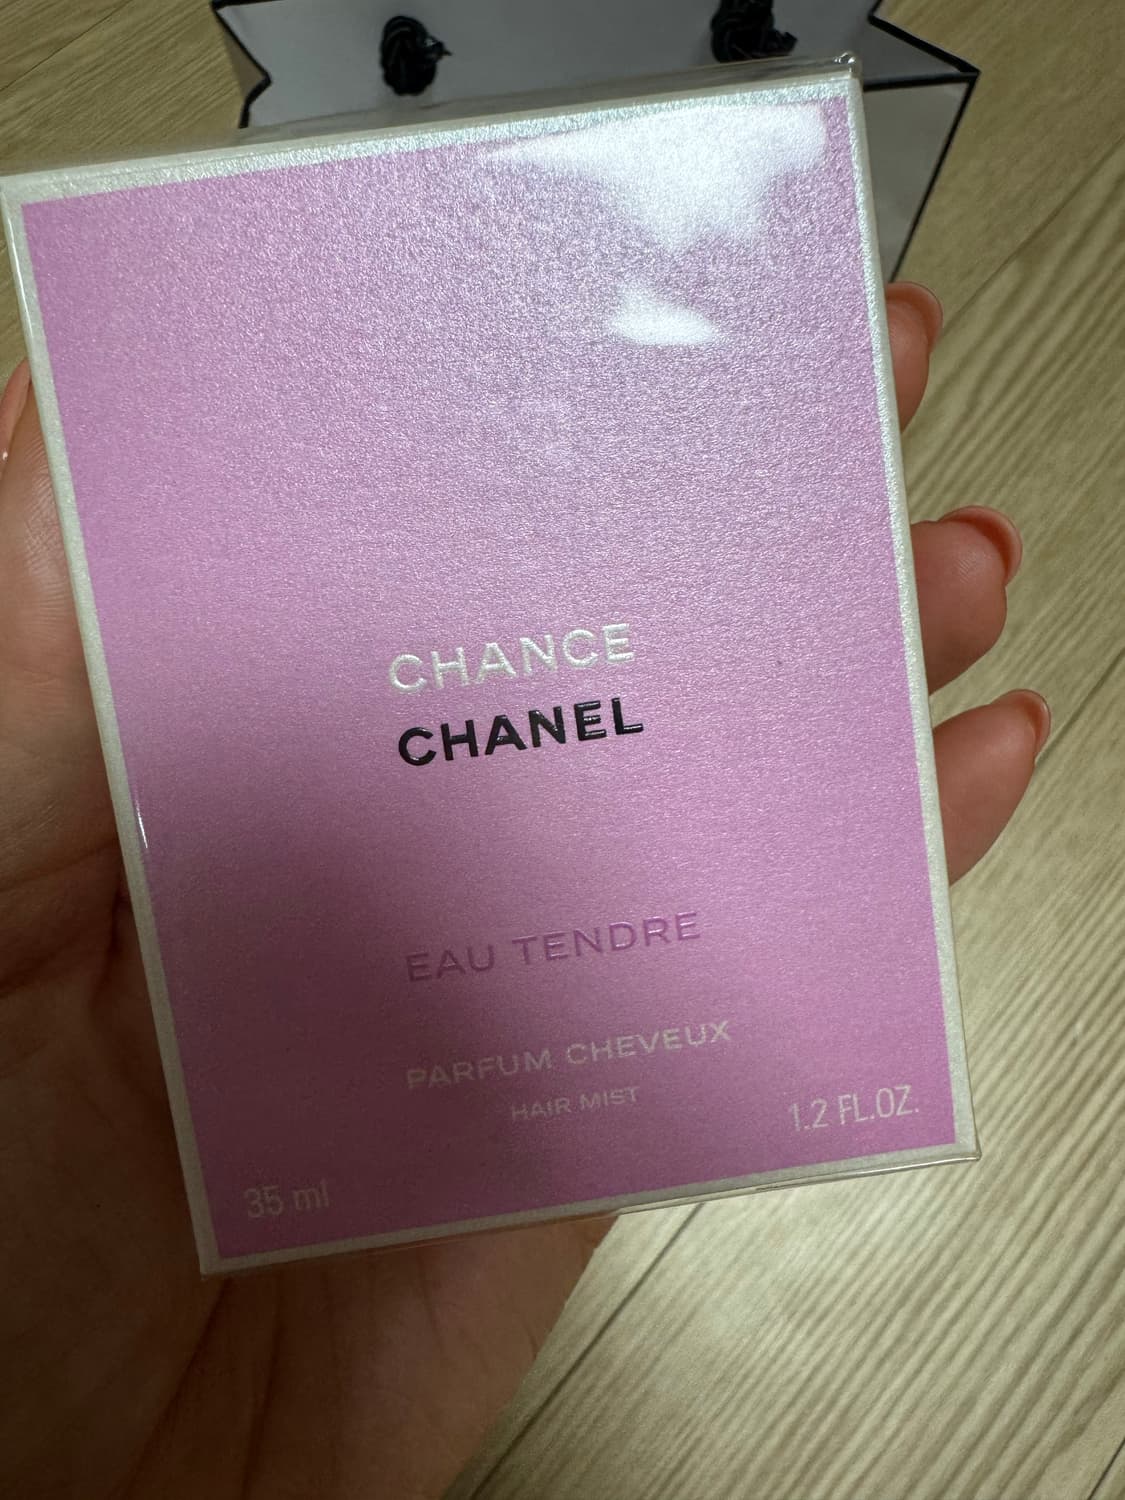 CHANCE
CHANEL
EAU TENDRE
PARFUM CHEVEUX
HAIR MIST
1.2 FL.OZ.
35 ml